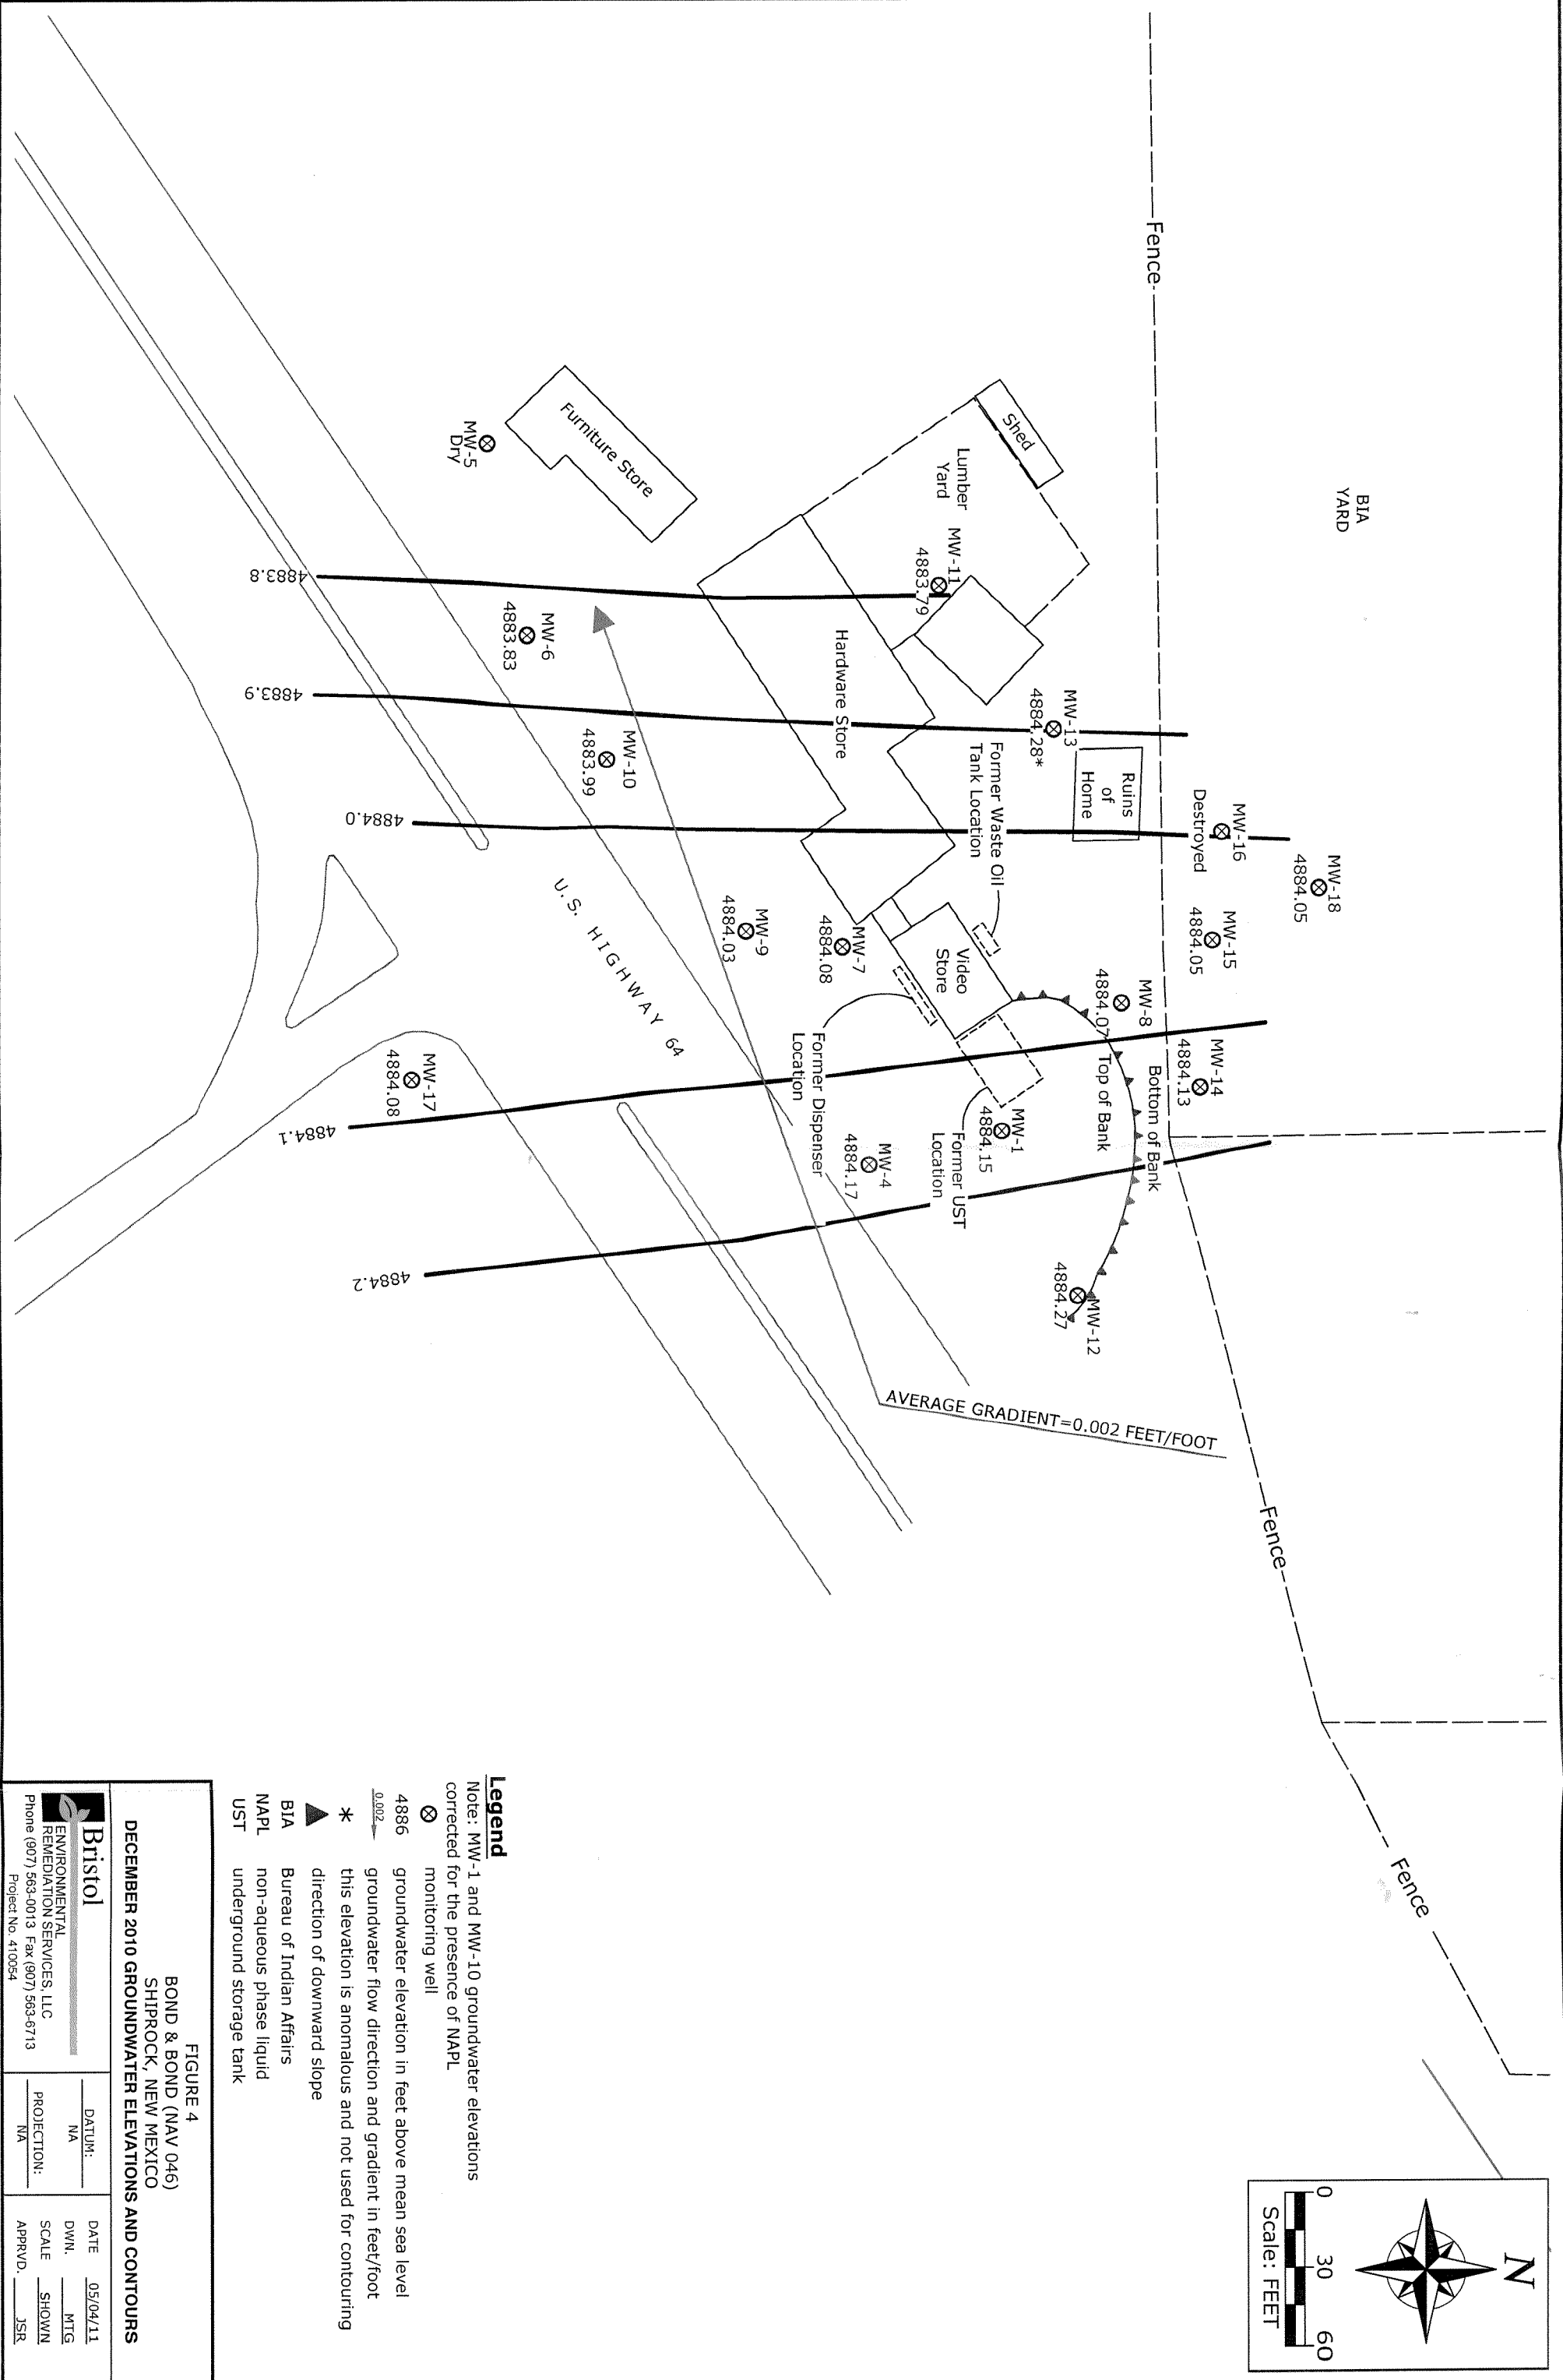 BIA
YARD
Fence
Fence
Fence
N
0 30 60
Scale: FEET
MW-18
4884.05
MW-16
Destroyed
MW-15
4884.05
MW-14
4884.13
MW-8
4884.07
Bottom of Bank
Top of Bank
MW-13
4884.28*
Ruins
of
Home
MW-12
4884.27
Shed
Lumber
Yard
MW-11
4883.79
Former Waste Oil
Tank Location
Video
Store
MW-1
4884.15
Former UST
Location
AVERAGE GRADIENT=0.002 FEET/FOOT
Hardware Store
MW-7
4884.08
MW-4
4884.17
Former Dispenser
Location
MW-9
4884.03
Furniture Store
MW-10
4883.99
U.S. HIGHWAY 64
MW-5
Dry
MW-6
4883.83
MW-17
4884.08
4883.8
4883.9
4884.0
4884.1
4884.2
Legend
Note: MW-1 and MW-10 groundwater elevations
corrected for the presence of NAPL
monitoring well
4886 groundwater elevation in feet above mean sea level
0.002 groundwater flow direction and gradient in feet/foot
* this elevation is anomalous and not used for contouring
direction of downward slope
BIA Bureau of Indian Affairs
NAPL non-aqueous phase liquid
UST underground storage tank
FIGURE 4
BOND & BOND (NAV 046)
SHIPROCK, NEW MEXICO
DECEMBER 2010 GROUNDWATER ELEVATIONS AND CONTOURS
Bristol
ENVIRONMENTAL
REMEDIATION SERVICES, LLC
Phone (907) 563-0013 Fax (907) 563-6713
Project No. 410054
DATUM:
NA
PROJECTION:
NA
DATE 05/04/11
DWN. MTG
SCALE SHOWN
APPRVD. JSR